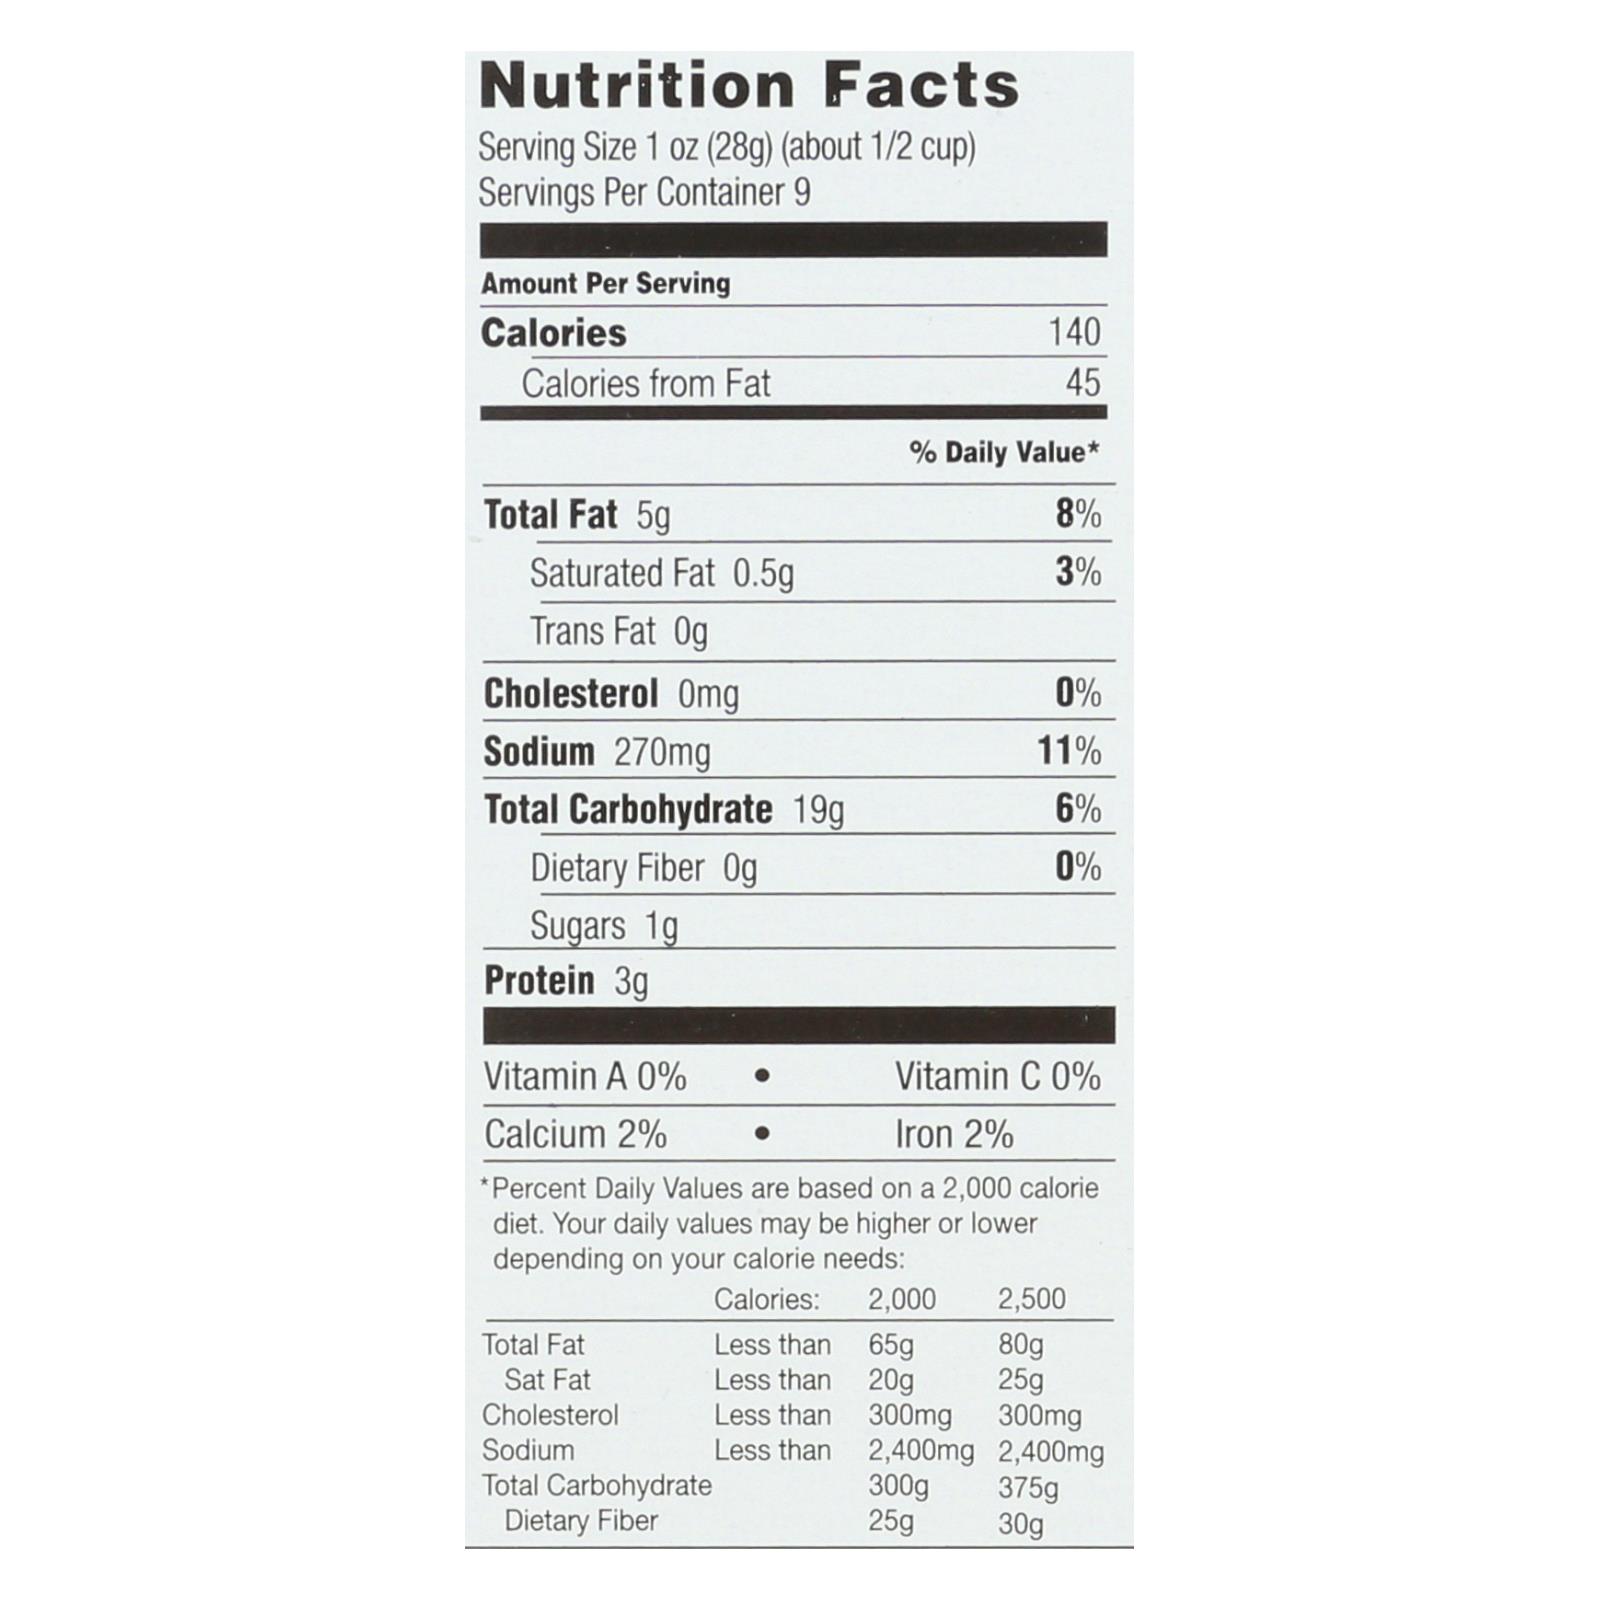 Nutrition Facts
Serving Size 1 oz (28g) (about 1/2 cup)
Servings Per Container 9
Amount Per Serving
Calories 140
Calories from Fat 45
% Daily Value*
Total Fat 5g 8%
Saturated Fat 0.5g 3%
Trans Fat 0g
Cholesterol 0mg 0%
Sodium 270mg 11%
Total Carbohydrate 19g 6%
Dietary Fiber 0g 0%
Sugars 1g
Protein 3g
Vitamin A 0% • Vitamin C 0%
Calcium 2% • Iron 2%
*Percent Daily Values are based on a 2,000 calorie
diet. Your daily values may be higher or lower
depending on your calorie needs:
Calories: 2,000 2,500
Total Fat Less than 65g 80g
Sat Fat Less than 20g 25g
Cholesterol Less than 300mg 300mg
Sodium Less than 2,400mg 2,400mg
Total Carbohydrate 300g 375g
Dietary Fiber 25g 30g